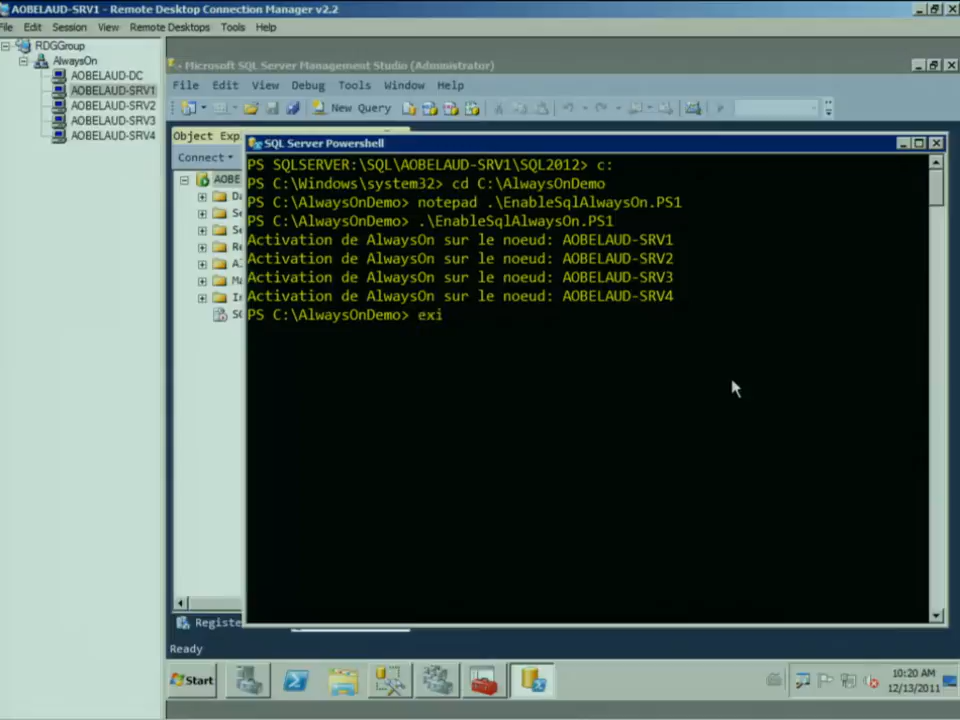 AOBELAUD-SRV1 - Remote Desktop Connection Manager v2.2
File Edit Session View Remote Desktops Tools Help
RDGGroup
AlwaysOn
AOBELAUD-DC
AOBELAUD-SRV1
AOBELAUD-SRV2
AOBELAUD-SRV3
AOBELAUD-SRV4
Microsoft SQL Server Management Studio (Administrator)
File Edit View Debug Tools Window Help
New Query
Object Exp
Connect
AOBE
SQL Server Powershell
PS SQLSERVER:\SQL\AOBELAUD-SRV1\SQL2012> c:
PS C:\Windows\system32> cd C:\AlwaysOnDemo
PS C:\AlwaysOnDemo> notepad .\EnableSqlAlwaysOn.PS1
PS C:\AlwaysOnDemo> .\EnableSqlAlwaysOn.PS1
Activation de AlwaysOn sur le noeud: AOBELAUD-SRV1
Activation de AlwaysOn sur le noeud: AOBELAUD-SRV2
Activation de AlwaysOn sur le noeud: AOBELAUD-SRV3
Activation de AlwaysOn sur le noeud: AOBELAUD-SRV4
PS C:\AlwaysOnDemo> exi
Registe
Ready
Start
10:20 AM
12/13/2011